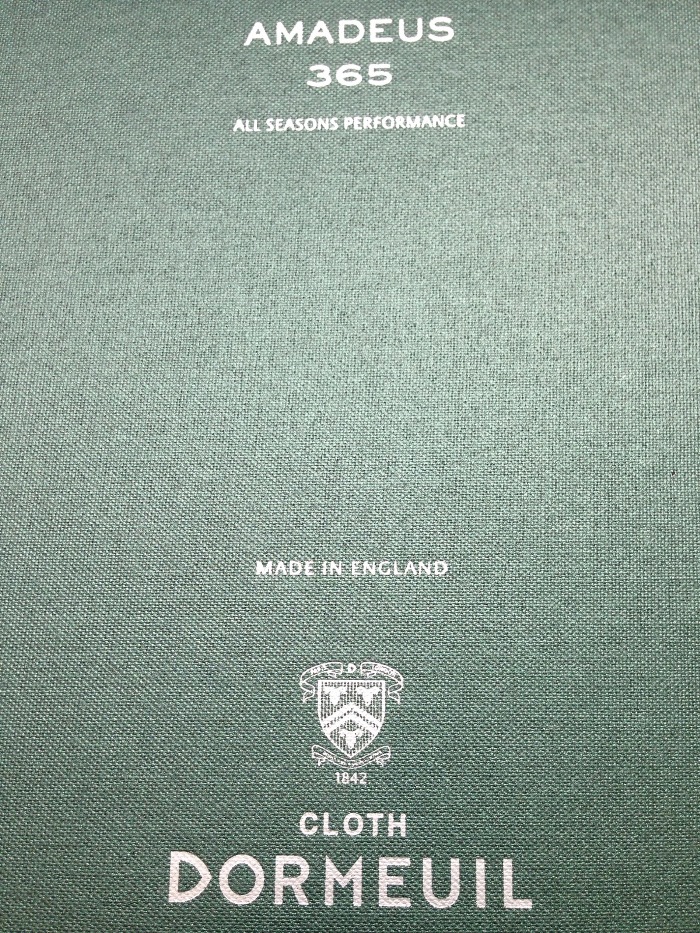 AMADEUS
365
ALL SEASONS PERFORMANCE
MADE IN ENGLAND
D
1842
CLOTH
DORMEUIL